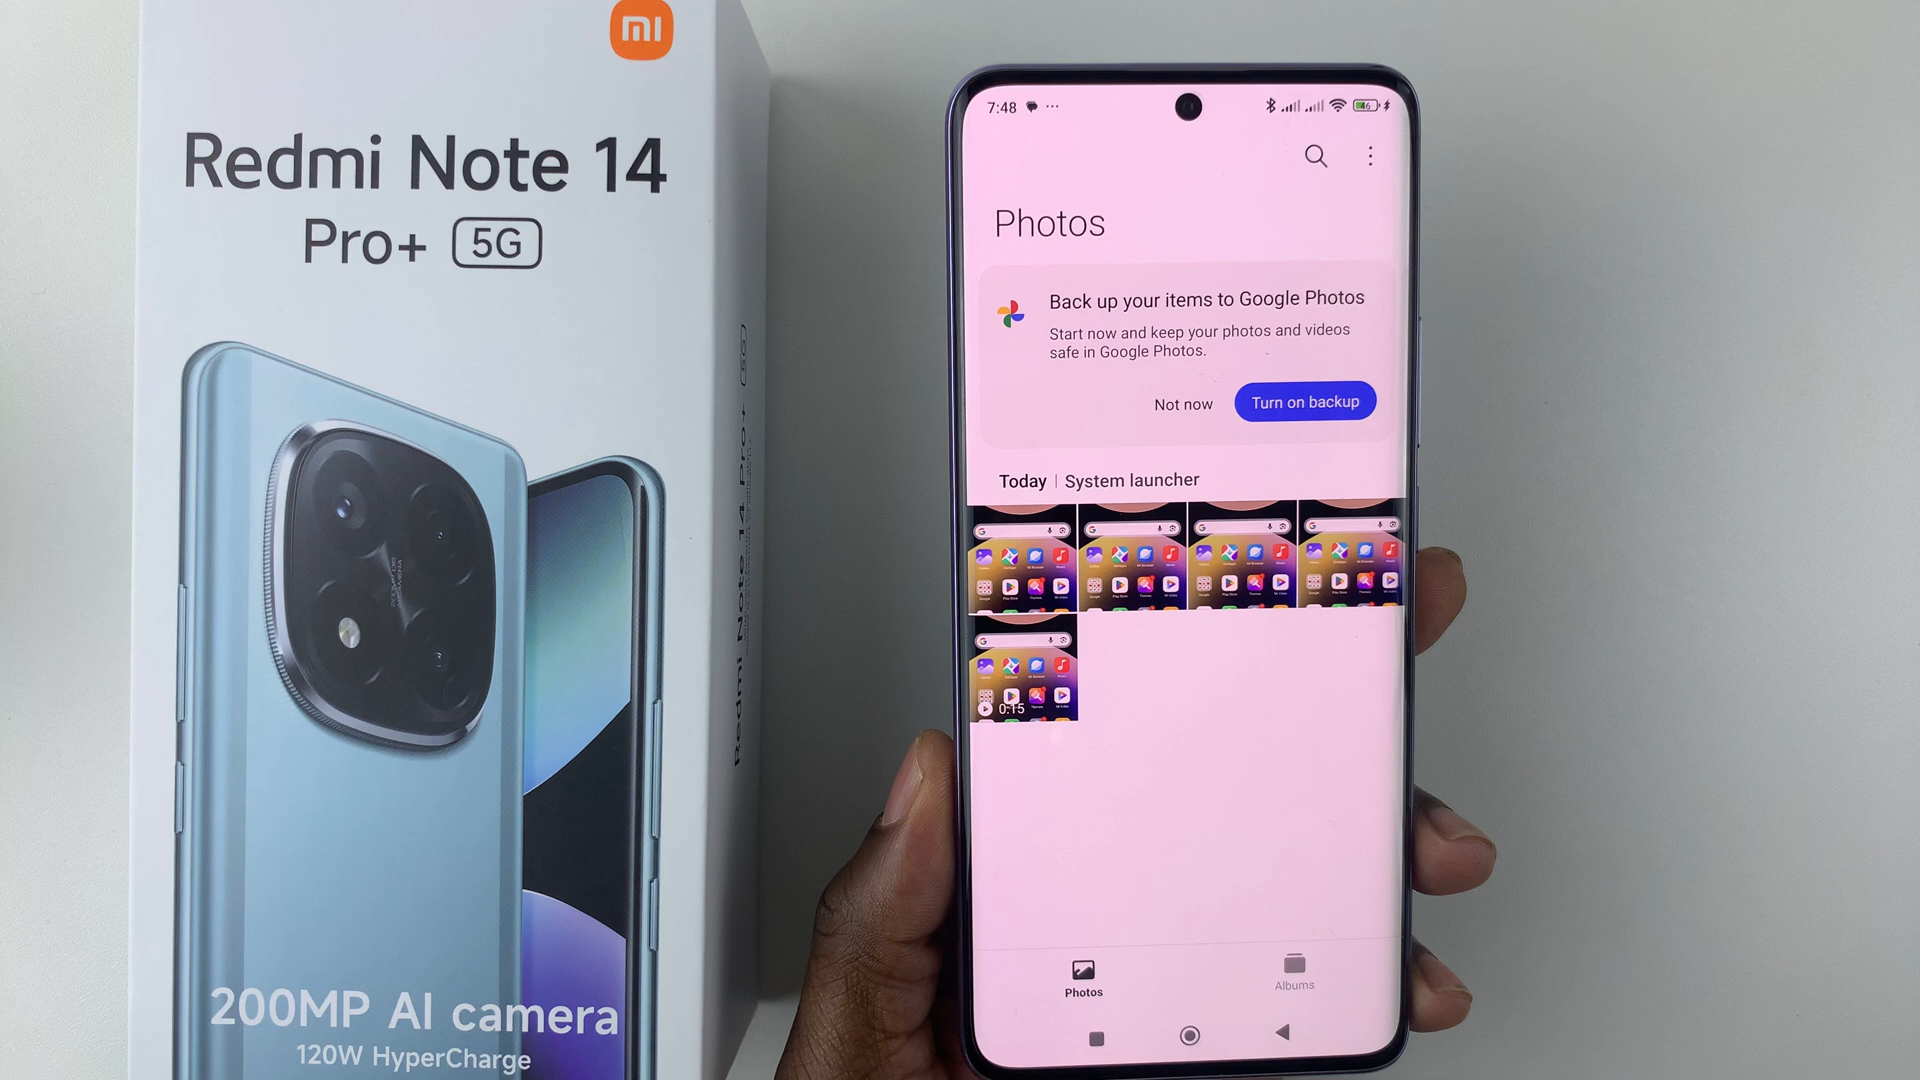 mi
Redmi Note 14
Pro+ 5G
200MP AI camera
120W HyperCharge
Redmi Note 14 Pro+ 5G
7:48
46
Photos
Back up your items to Google Photos
Start now and keep your photos and videos
safe in Google Photos.
Not now
Turn on backup
Today | System launcher
0:15
Photos
Albums